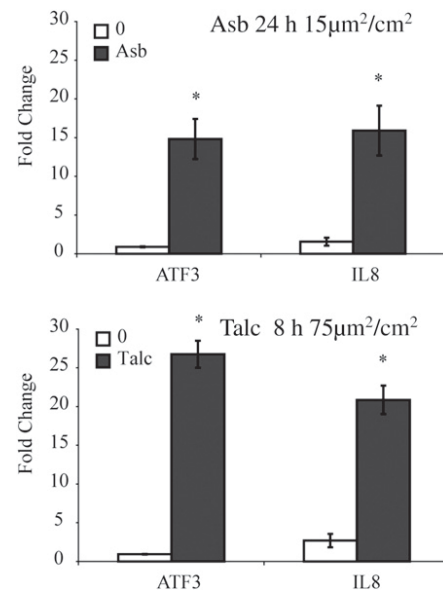 Asb 24 h 15µm²/cm²
30
25
20
15
10
5
0
Fold Change
0
Asb
*
*
ATF3
IL8
Talc 8 h 75µm²/cm²
30
25
20
15
10
5
0
Fold Change
0
Talc
*
*
ATF3
IL8